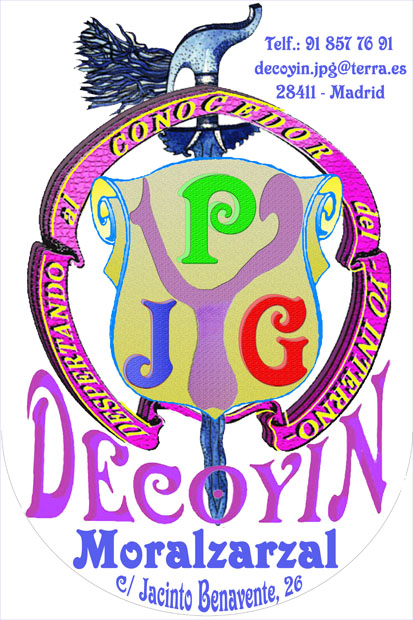 Telf.: 91 857 76 91
decoyin.jpg@terra.es
28411 - Madrid
DESPERTANDO al CONOCEDOR del YO INTERNO-
P
J G
DECOYIN
Moralzarzal
C/ Jacinto Benavente, 26